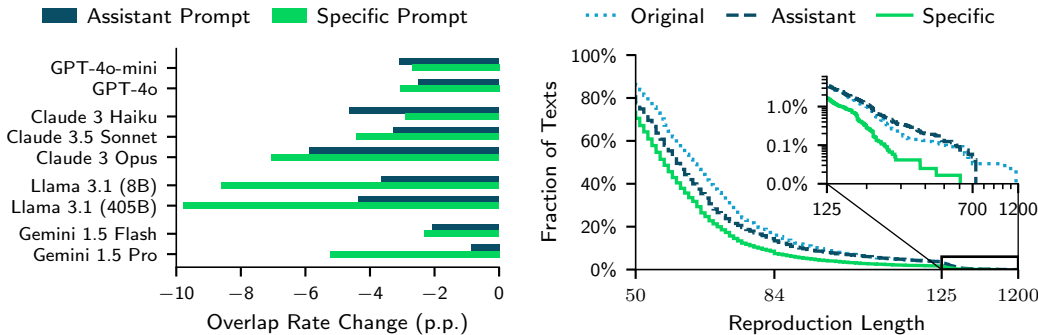 Assistant Prompt
Specific Prompt
GPT-4o-mini
GPT-4o
Claude 3 Haiku
Claude 3.5 Sonnet
Claude 3 Opus
Llama 3.1 (8B)
Llama 3.1 (405B)
Gemini 1.5 Flash
Gemini 1.5 Pro
−10 −8 −6 −4 −2 0
Overlap Rate Change (p.p.)
Original Assistant Specific
Fraction of Texts
100%
80%
60%
40%
20%
0%
50 84 125 1200
Reproduction Length
1.0%
0.1%
0.0%
125 700 1200